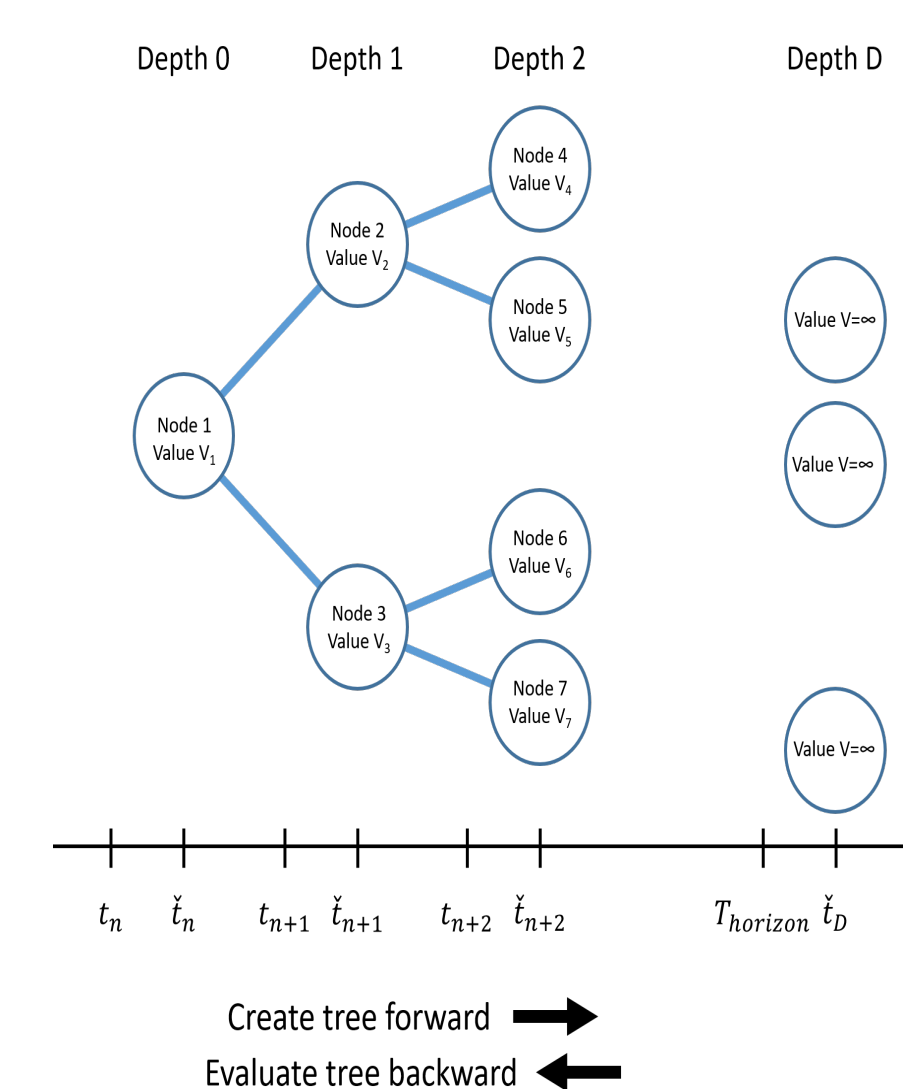 Depth 0 Depth 1 Depth 2 Depth D
Node 4
Value V₄
Node 2
Value V₂
Node 5
Value V₅
Value V=∞
Node 1
Value V₁
Value V=∞
Node 6
Value V₆
Node 3
Value V₃
Node 7
Value V₇
Value V=∞
tₙ ťₙ tₙ₊₁ ťₙ₊₁ tₙ₊₂ ťₙ₊₂ T_horizon ť_D
Create tree forward
Evaluate tree backward